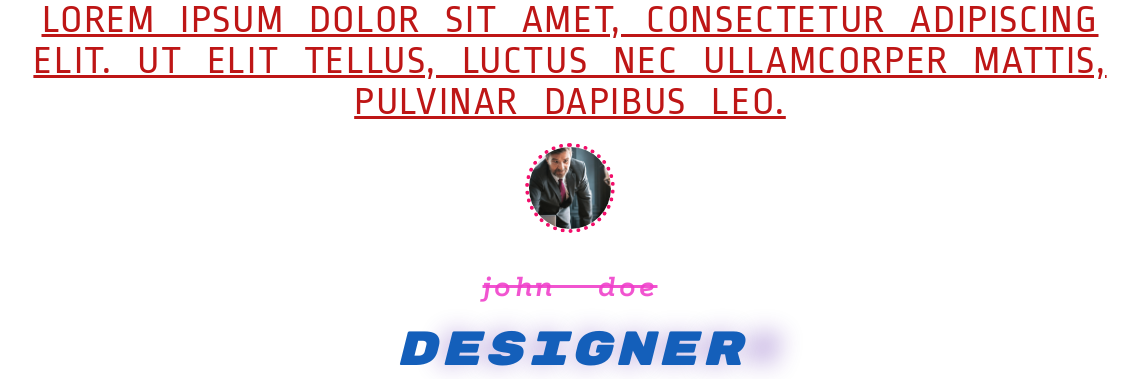 LOREM IPSUM DOLOR SIT AMET, CONSECTETUR ADIPISCING
ELIT. UT ELIT TELLUS, LUCTUS NEC ULLAMCORPER MATTIS,
PULVINAR DAPIBUS LEO.
john doe
DESIGNER